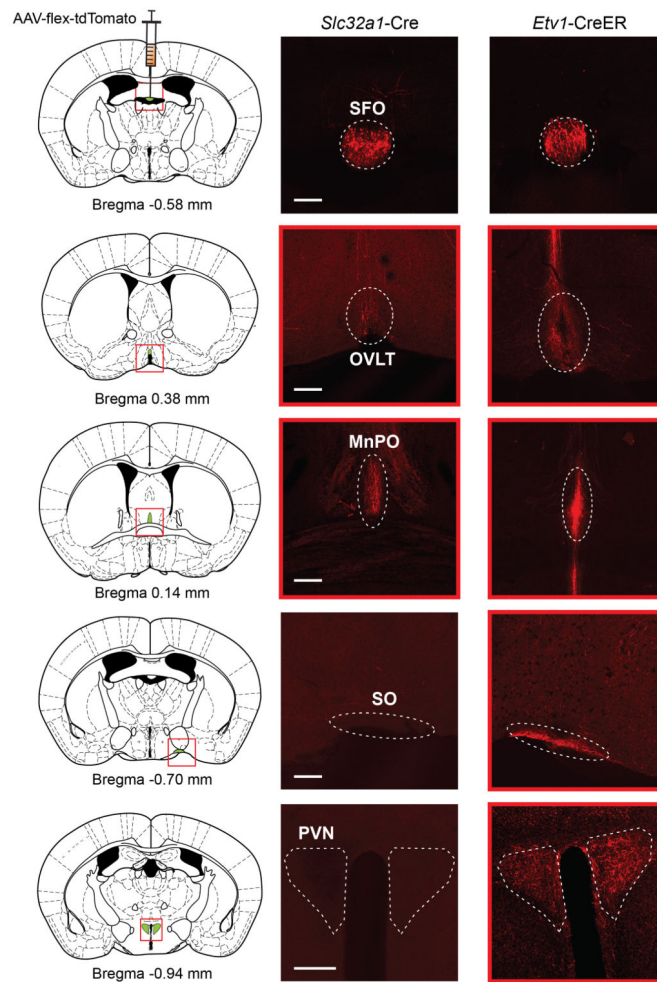 AAV-flex-tdTomato
Slc32a1-Cre
Etv1-CreER
SFO
Bregma -0.58 mm
OVLT
Bregma 0.38 mm
MnPO
Bregma 0.14 mm
SO
Bregma -0.70 mm
PVN
Bregma -0.94 mm